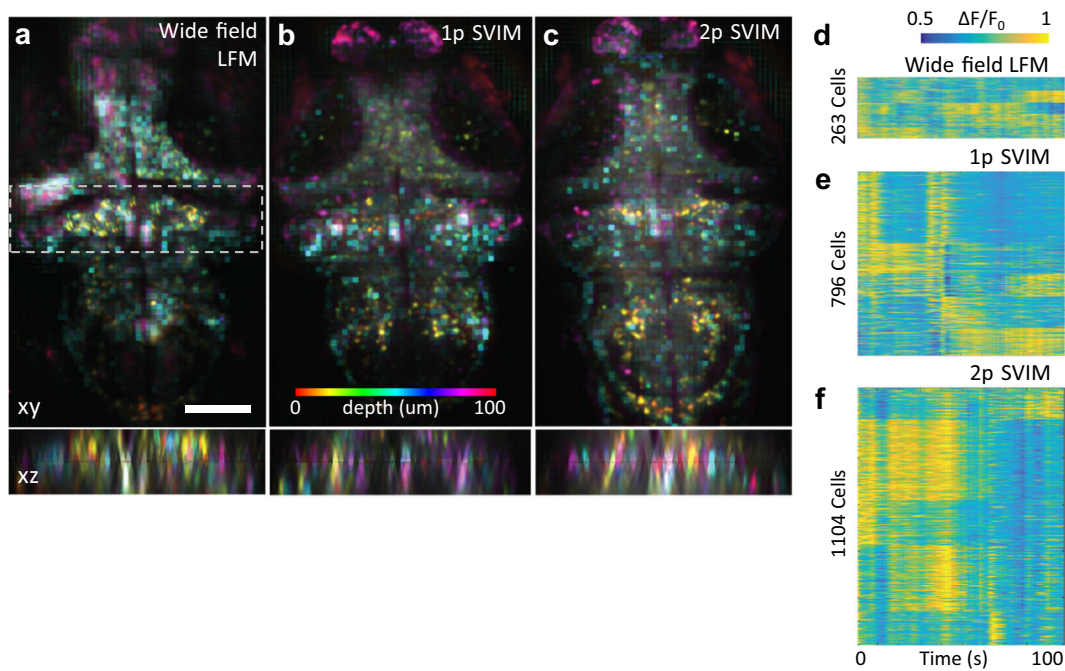 a
Wide field
LFM
b
1p SVIM
c
2p SVIM
xy
0 depth (um) 100
xz
0.5 ΔF/F₀ 1
d
Wide field LFM
263 Cells
1p SVIM
e
796 Cells
2p SVIM
f
1104 Cells
0 Time (s) 100